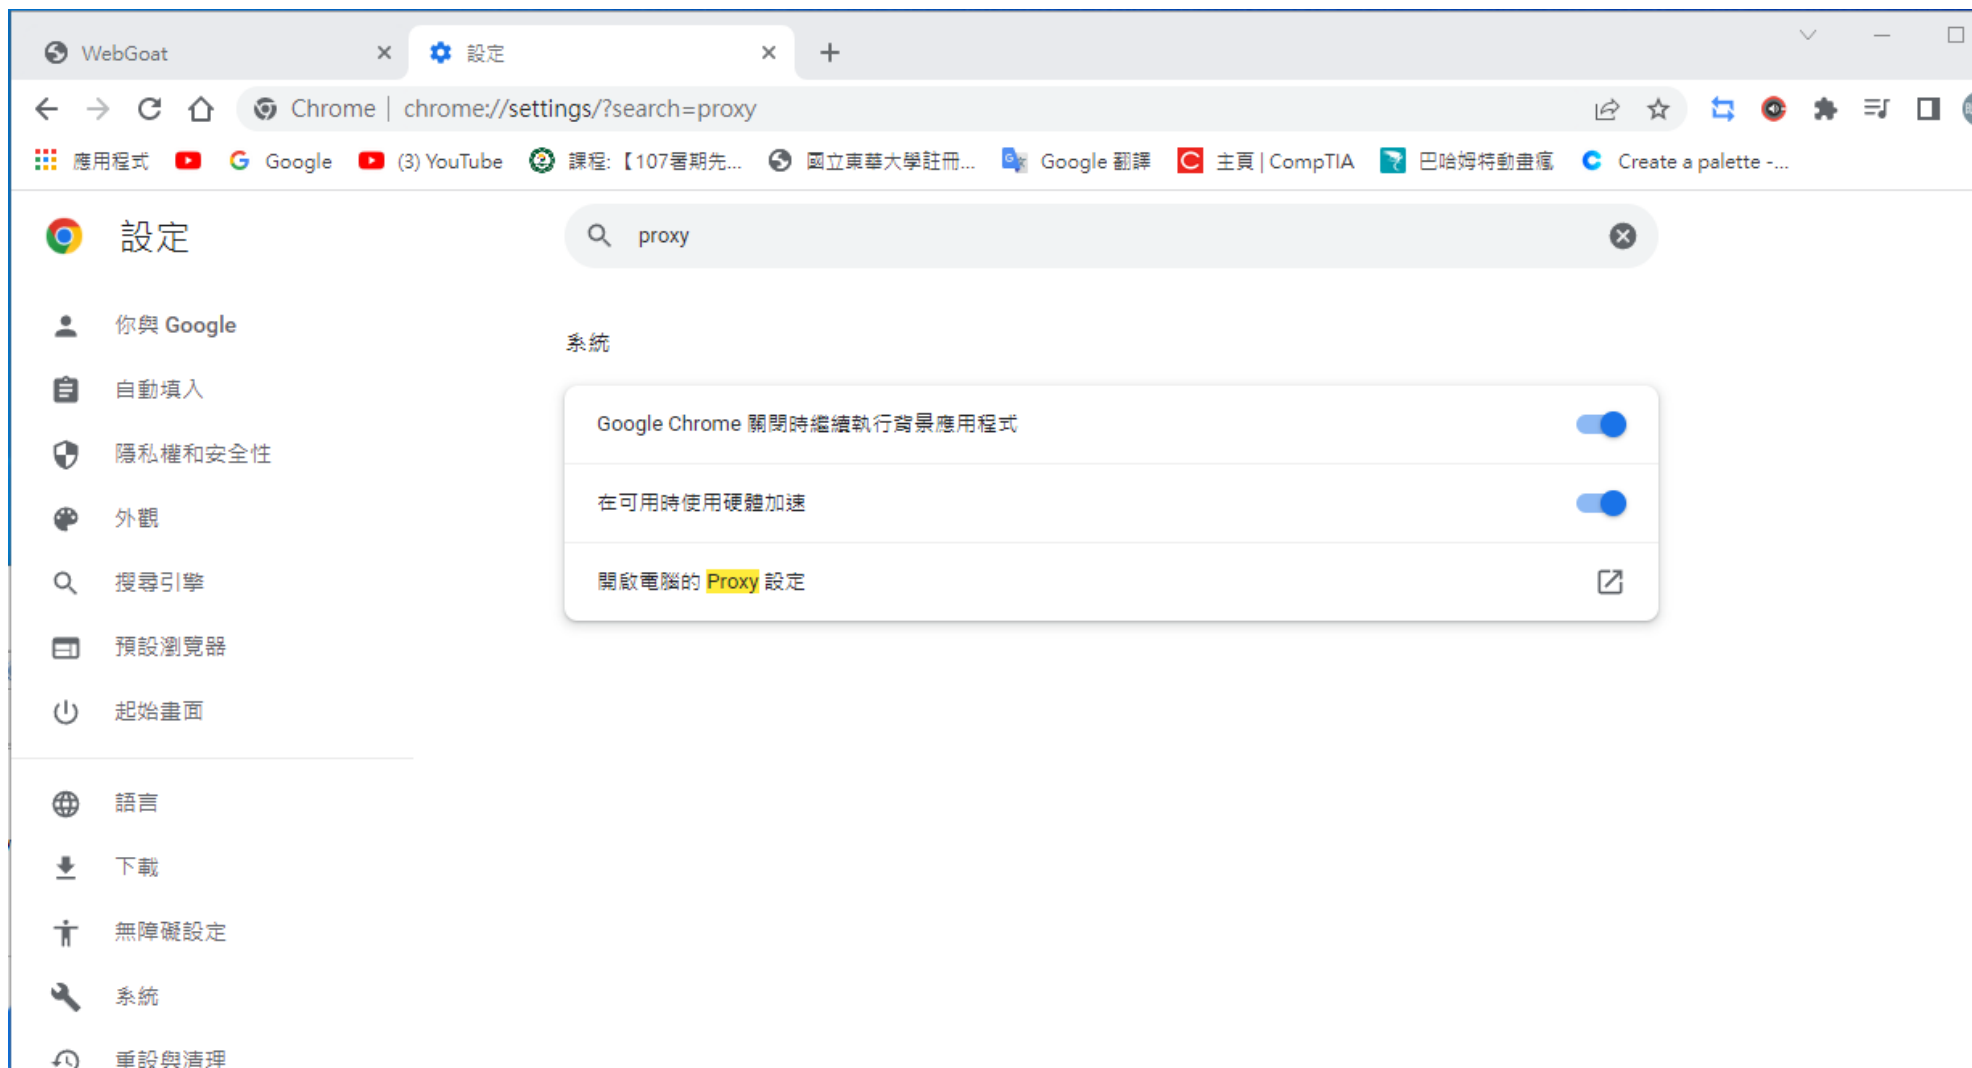 WebGoat
設定
Chrome | chrome://settings/?search=proxy
應用程式
Google
(3) YouTube
課程:【107暑期先...
國立東華大學註冊...
Google 翻譯
主頁 | CompTIA
巴哈姆特動畫瘋
Create a palette -...
設定
proxy
你與 Google
自動填入
隱私權和安全性
外觀
搜尋引擎
預設瀏覽器
起始畫面
語言
下載
無障礙設定
系統
重設與清理
系統
Google Chrome 關閉時繼續執行背景應用程式
在可用時使用硬體加速
開啟電腦的 Proxy 設定